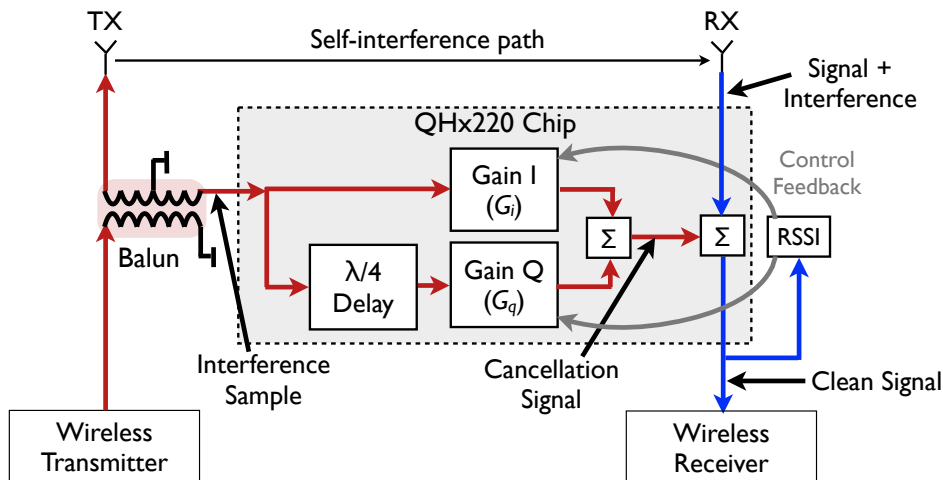 TX
RX
Self-interference path
Signal +
Interference
QHx220 Chip
Control
Feedback
Gain I
(Gi)
Σ
Σ
RSSI
Balun
λ/4
Delay
Gain Q
(Gq)
Interference
Sample
Cancellation
Signal
Clean Signal
Wireless
Transmitter
Wireless
Receiver